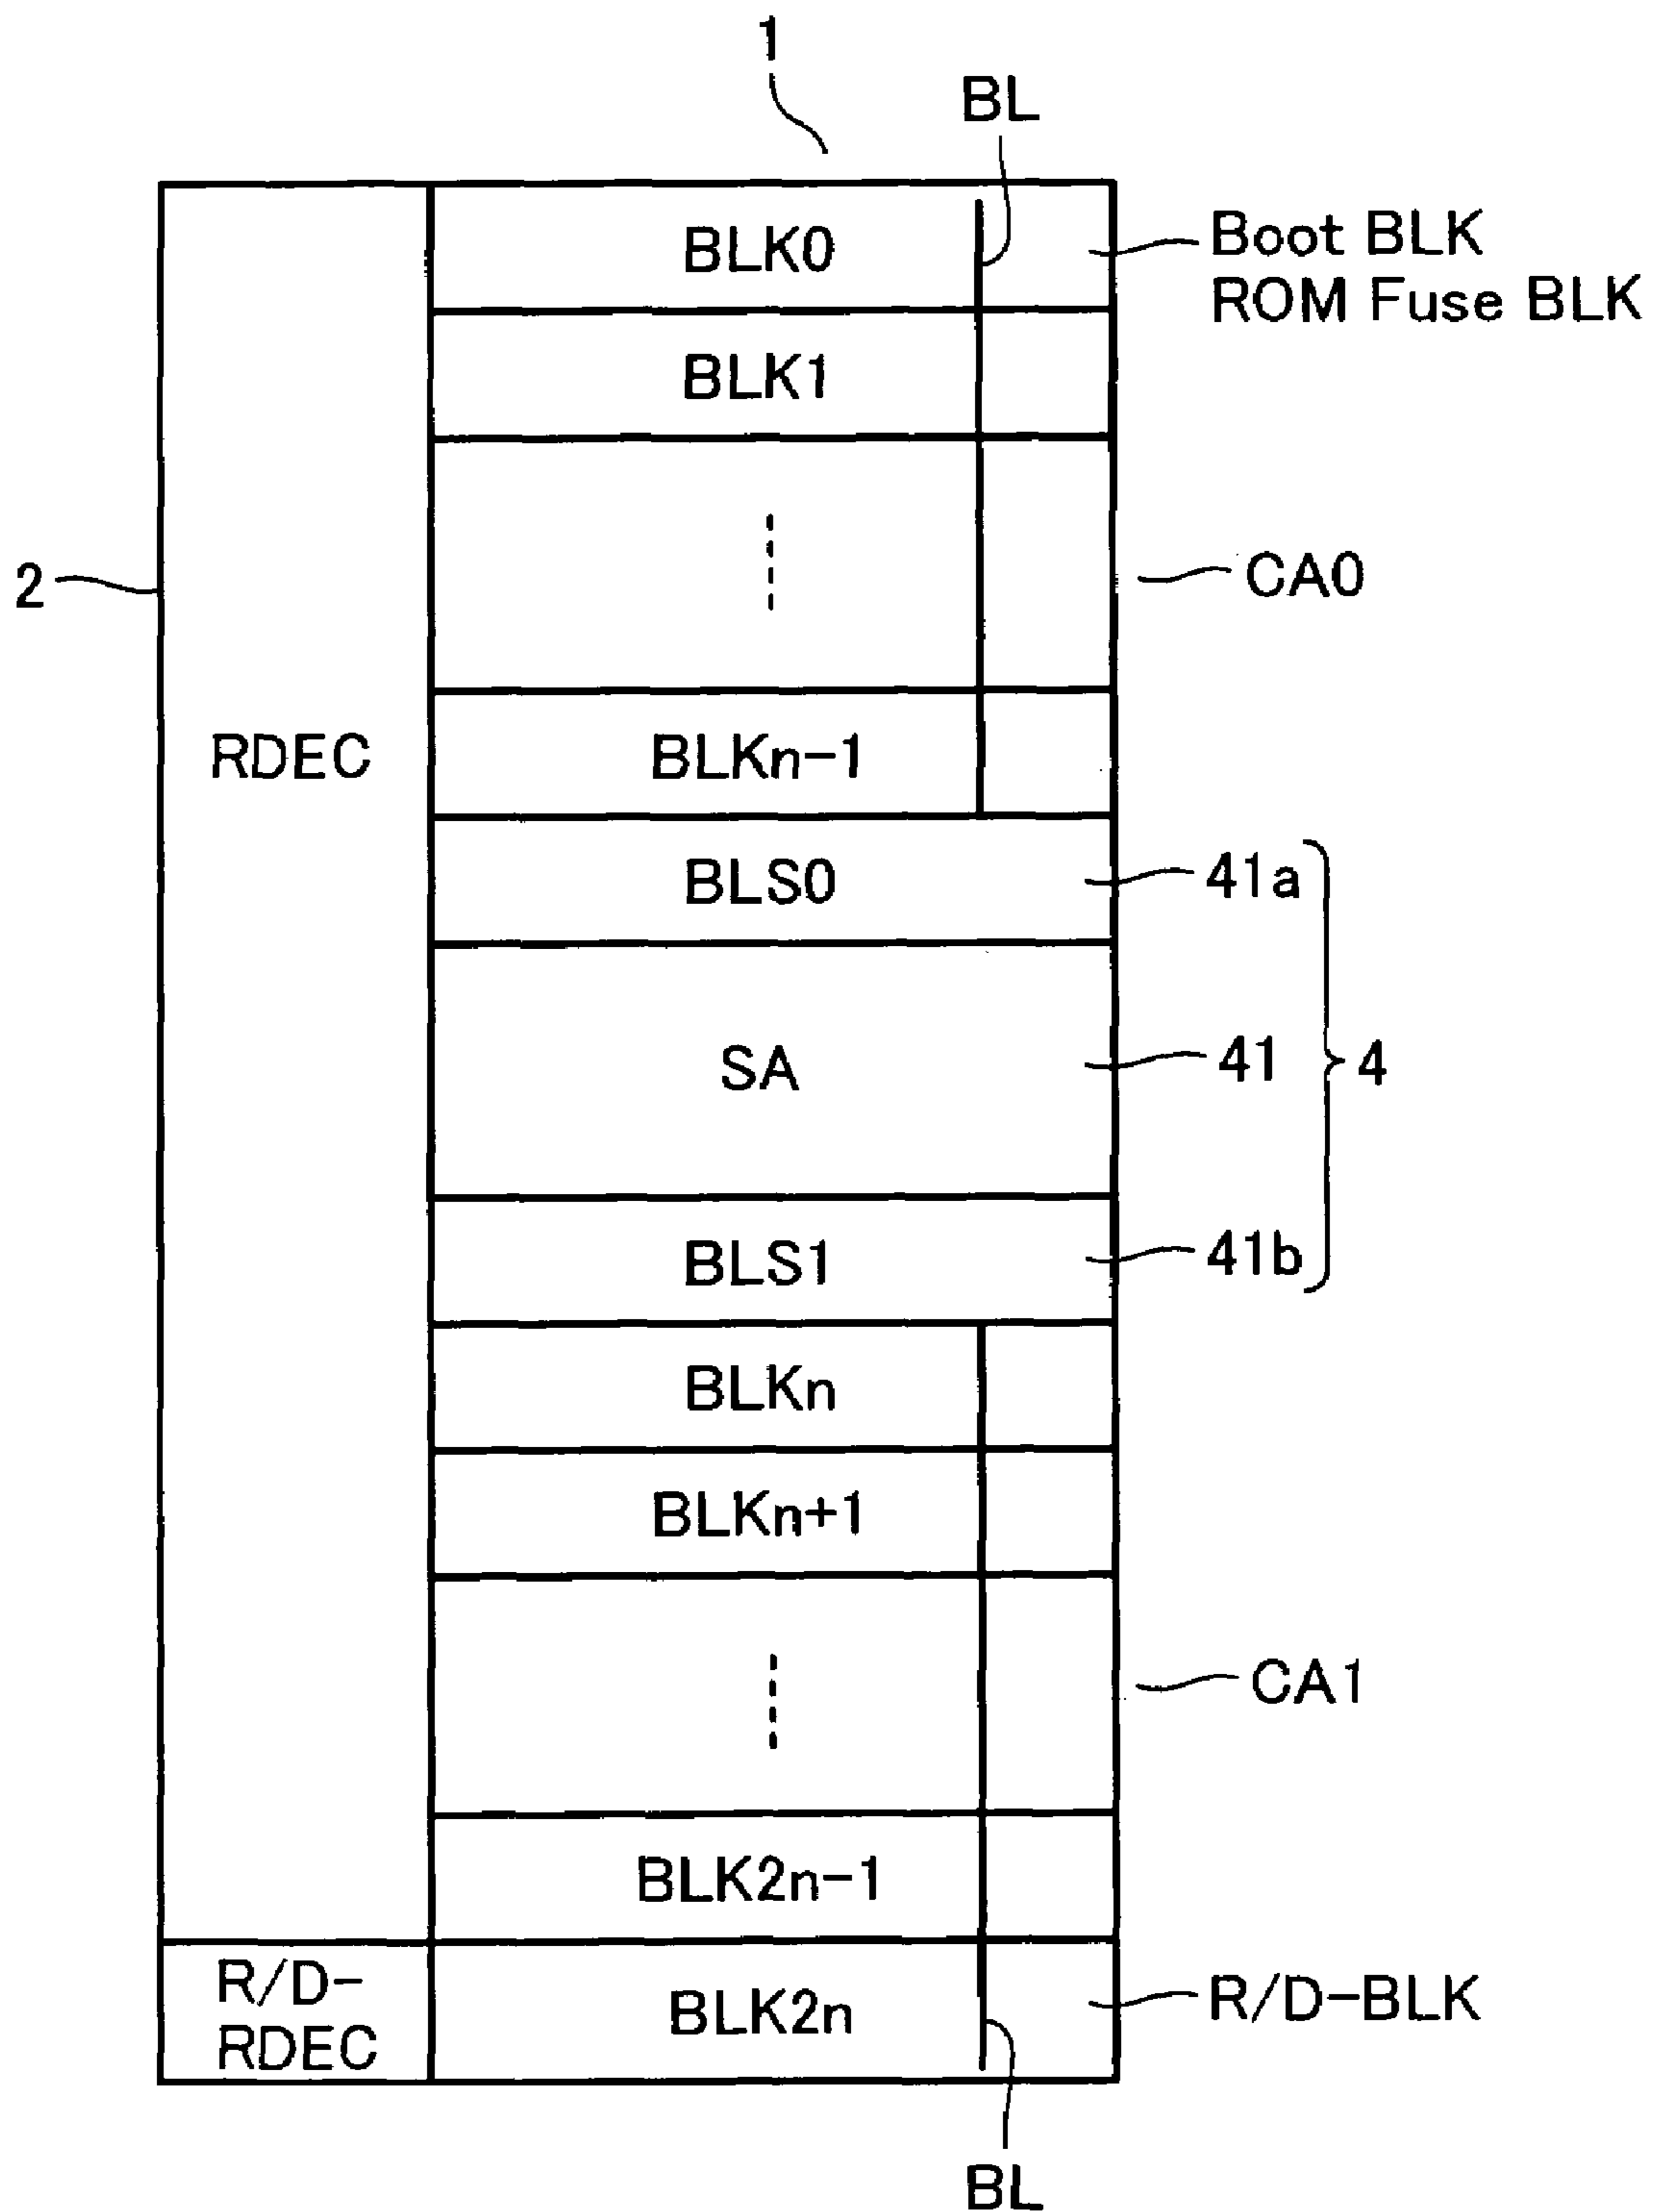 1
BL
BLK0
Boot BLK
ROM Fuse BLK
BLK1
2
CA0
RDEC
BLKn-1
BLS0
41a
SA
41
4
BLS1
41b
BLKn
BLKn+1
CA1
BLK2n-1
R/D-
RDEC
BLK2n
R/D-BLK
BL